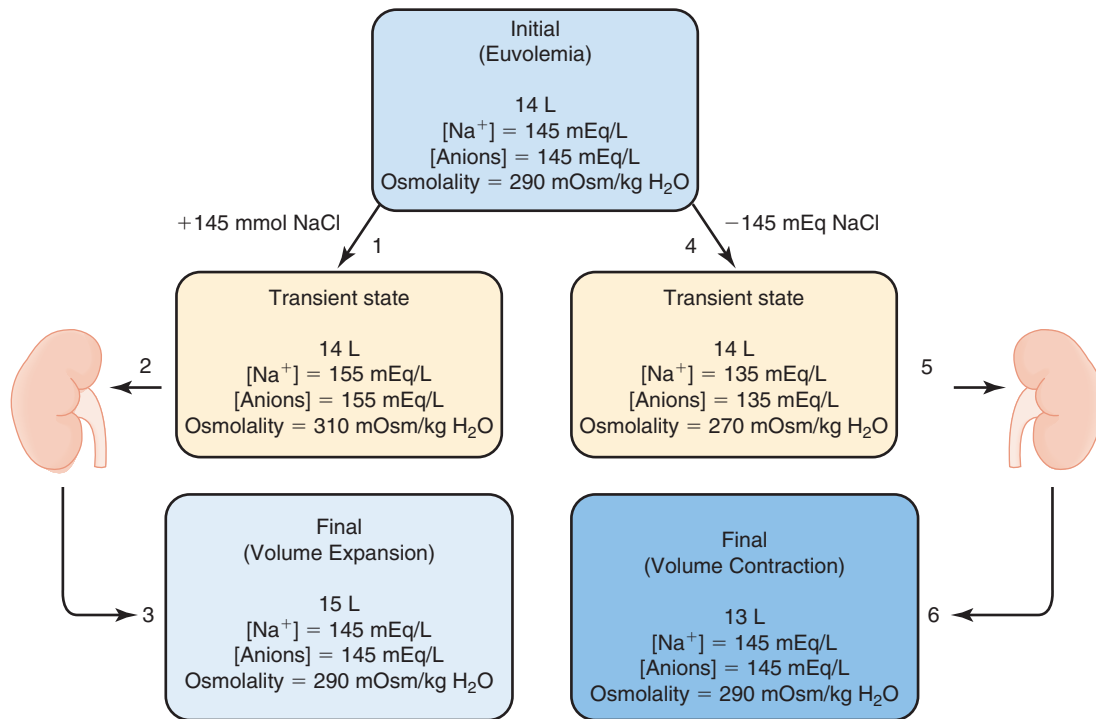 Initial
(Euvolemia)
14 L
[Na⁺] = 145 mEq/L
[Anions] = 145 mEq/L
Osmolality = 290 mOsm/kg H₂O
+145 mmol NaCl
1
4
−145 mEq NaCl
Transient state
14 L
[Na⁺] = 155 mEq/L
[Anions] = 155 mEq/L
Osmolality = 310 mOsm/kg H₂O
2
Transient state
14 L
[Na⁺] = 135 mEq/L
[Anions] = 135 mEq/L
Osmolality = 270 mOsm/kg H₂O
5
Final
(Volume Expansion)
15 L
[Na⁺] = 145 mEq/L
[Anions] = 145 mEq/L
Osmolality = 290 mOsm/kg H₂O
3
Final
(Volume Contraction)
13 L
[Na⁺] = 145 mEq/L
[Anions] = 145 mEq/L
Osmolality = 290 mOsm/kg H₂O
6